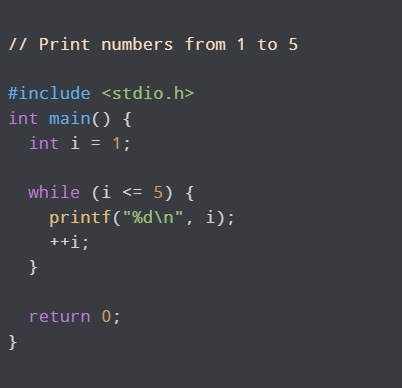 // Print numbers from 1 to 5
#include <stdio.h>
int main() {
  int i = 1;
  while (i <= 5) {
    printf("%d\n", i);
    ++i;
  }
  return 0;
}